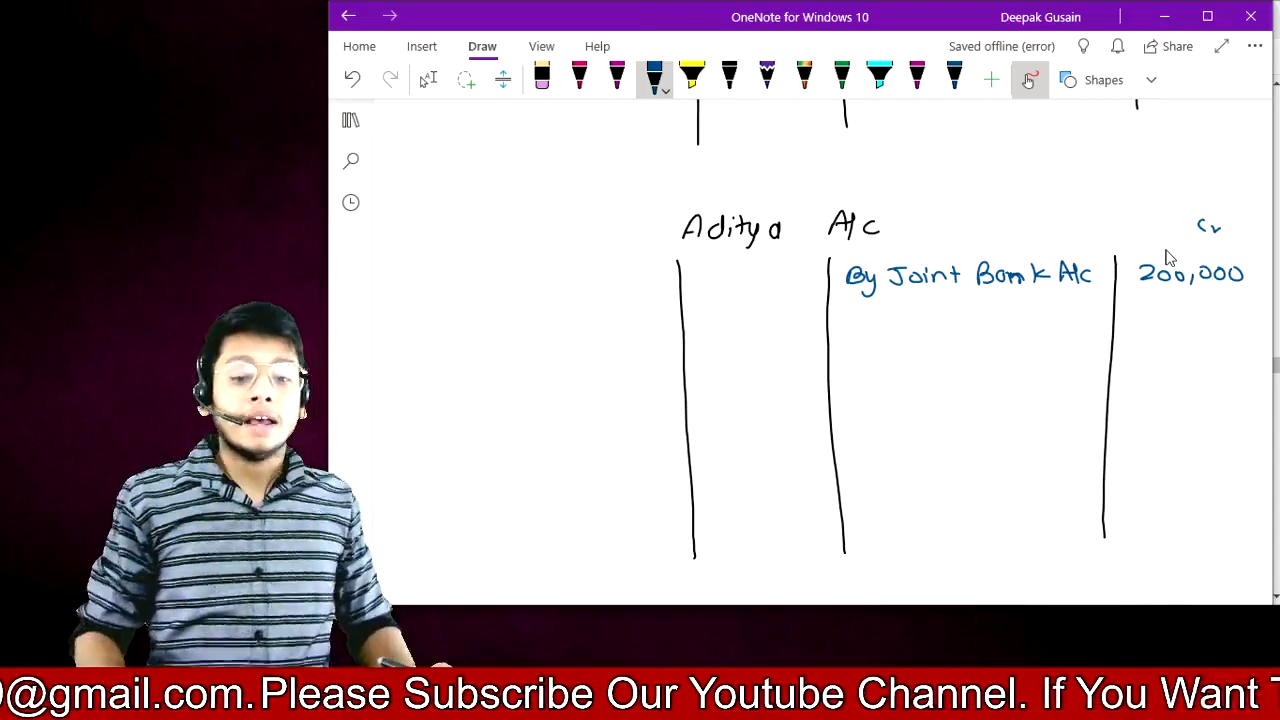 OneNote for Windows 10
Deepak Gusain
Home Insert Draw View Help
Saved offline (error)
Share
Shapes
Aditya A/c
Cr
By Joint Bank A/c 200,000
0@gmail.com. Please Subscribe Our Youtube Channel. If You Want T